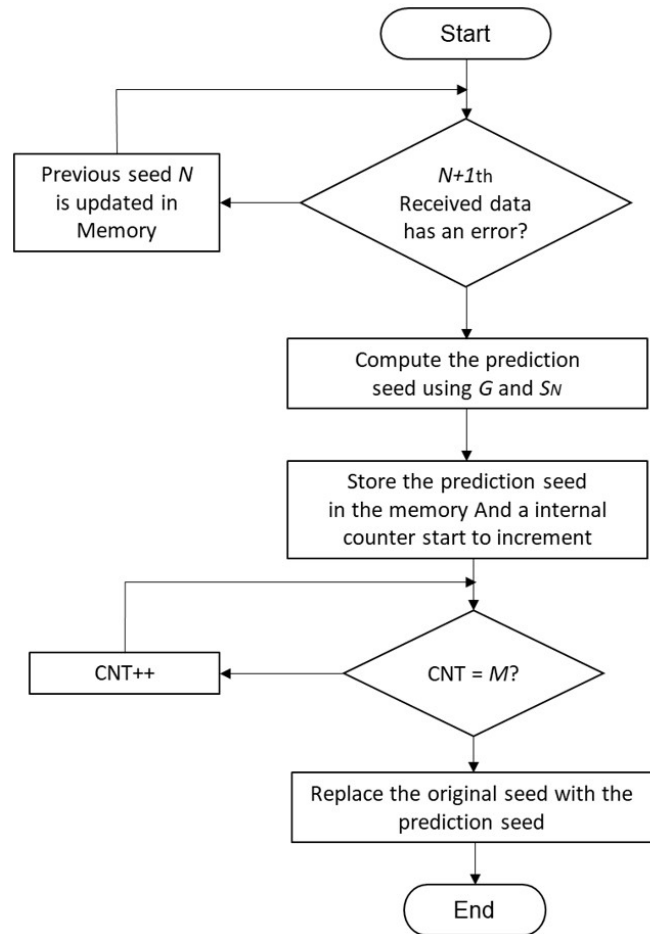 Start
N+1th
Received data
has an error?
Previous seed N
is updated in
Memory
Compute the prediction
seed using G and SN
Store the prediction seed
in the memory And a internal
counter start to increment
CNT = M?
CNT++
Replace the original seed with the
prediction seed
End